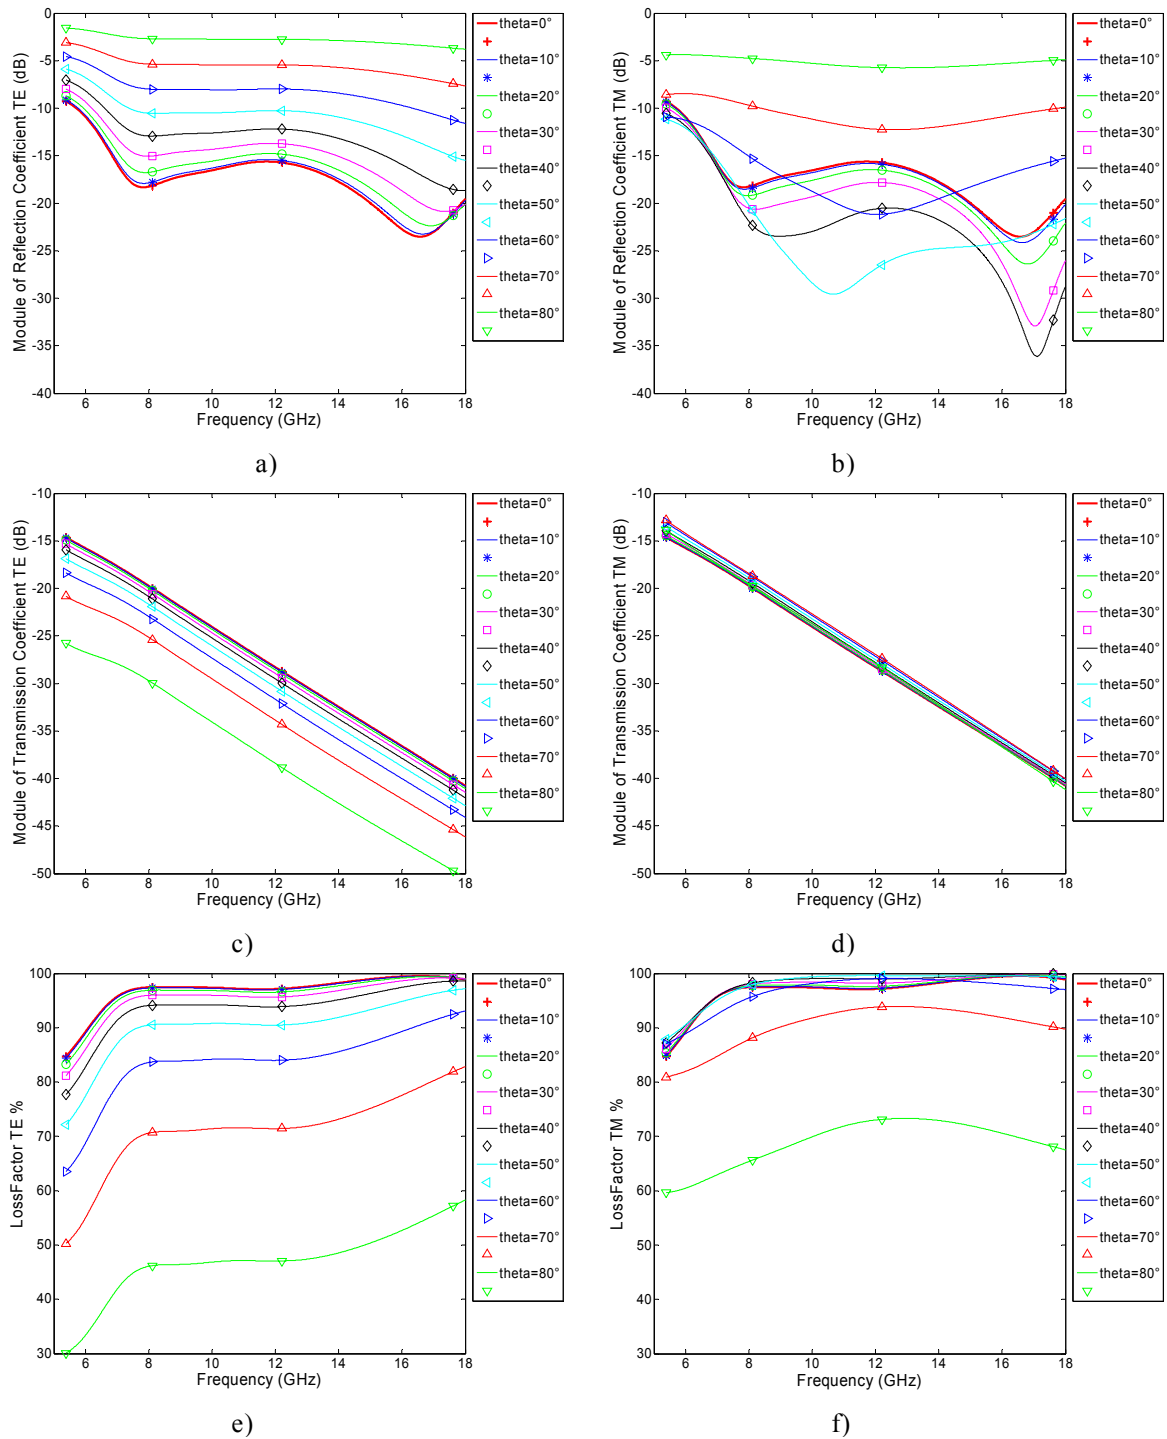 0
-5
-10
-15
-20
-25
-30
-35
-40
6 8 10 12 14 16 18
Frequency (GHz)
Module of Reflection Coefficient TE (dB)
theta=0°
theta=10°
theta=20°
theta=30°
theta=40°
theta=50°
theta=60°
theta=70°
theta=80°
a)
0
-5
-10
-15
-20
-25
-30
-35
-40
6 8 10 12 14 16 18
Frequency (GHz)
Module of Reflection Coefficient TM (dB)
theta=0°
theta=10°
theta=20°
theta=30°
theta=40°
theta=50°
theta=60°
theta=70°
theta=80°
b)
-10
-15
-20
-25
-30
-35
-40
-45
-50
6 8 10 12 14 16 18
Frequency (GHz)
Module of Transmission Coefficient TE (dB)
theta=0°
theta=10°
theta=20°
theta=30°
theta=40°
theta=50°
theta=60°
theta=70°
theta=80°
c)
-10
-15
-20
-25
-30
-35
-40
-45
-50
6 8 10 12 14 16 18
Frequency (GHz)
Module of Transmission Coefficient TM (dB)
theta=0°
theta=10°
theta=20°
theta=30°
theta=40°
theta=50°
theta=60°
theta=70°
theta=80°
d)
100
90
80
70
60
50
40
30
6 8 10 12 14 16 18
Frequency (GHz)
LossFactor TE %
theta=0°
theta=10°
theta=20°
theta=30°
theta=40°
theta=50°
theta=60°
theta=70°
theta=80°
e)
100
90
80
70
60
50
40
30
6 8 10 12 14 16 18
Frequency (GHz)
LossFactor TM %
theta=0°
theta=10°
theta=20°
theta=30°
theta=40°
theta=50°
theta=60°
theta=70°
theta=80°
f)